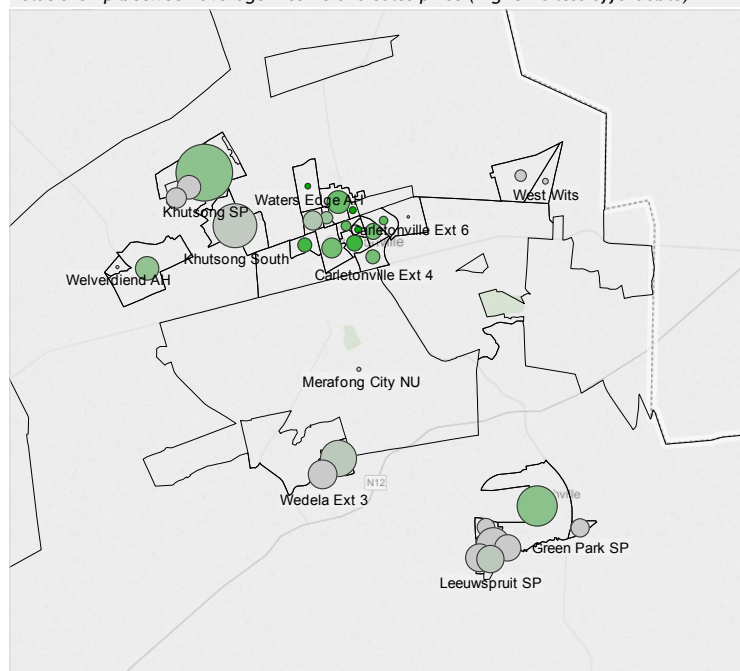 Waters Edge AH
West Wits
Khutsong SP
Carletonville Ext 6
Khutsong South
Carletonville Ext 4
Welverdiend AH
Merafong City NU
N12
Wedela Ext 3
Green Park SP
Leeuwspruit SP